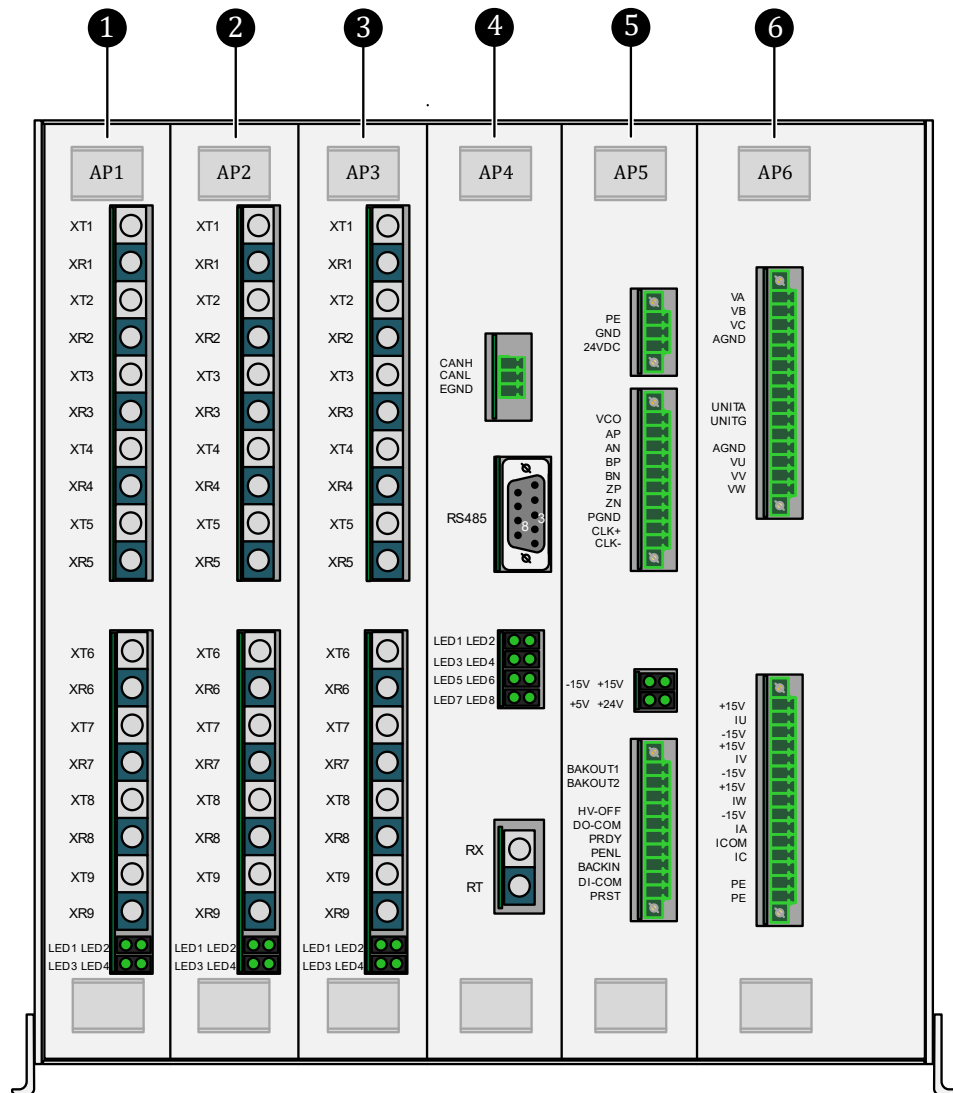 1 2 3 4 5 6
AP1 AP2 AP3 AP4 AP5 AP6
XT1
XR1
XT2
XR2
XT3
XR3
XT4
XR4
XT5
XR5
XT6
XR6
XT7
XR7
XT8
XR8
XT9
XR9
LED1 LED2
LED3 LED4
XT1
XR1
XT2
XR2
XT3
XR3
XT4
XR4
XT5
XR5
XT6
XR6
XT7
XR7
XT8
XR8
XT9
XR9
LED1 LED2
LED3 LED4
XT1
XR1
XT2
XR2
XT3
XR3
XT4
XR4
XT5
XR5
XT6
XR6
XT7
XR7
XT8
XR8
XT9
XR9
LED1 LED2
LED3 LED4
CANH
CANL
EGND
RS485
8 3
LED1 LED2
LED3 LED4
LED5 LED6
LED7 LED8
RX
RT
PE
GND
24VDC
VCO
AP
AN
BP
BN
ZP
ZN
PGND
CLK+
CLK-
-15V +15V
+5V +24V
BAKOUT1
BAKOUT2
HV-OFF
DO-COM
PRDY
PENL
BACKIN
DI-COM
PRST
VA
VB
VC
AGND
UNITA
UNITG
AGND
VU
VV
VW
+15V
IU
-15V
+15V
IV
-15V
+15V
IW
-15V
IA
ICOM
IC
PE
PE